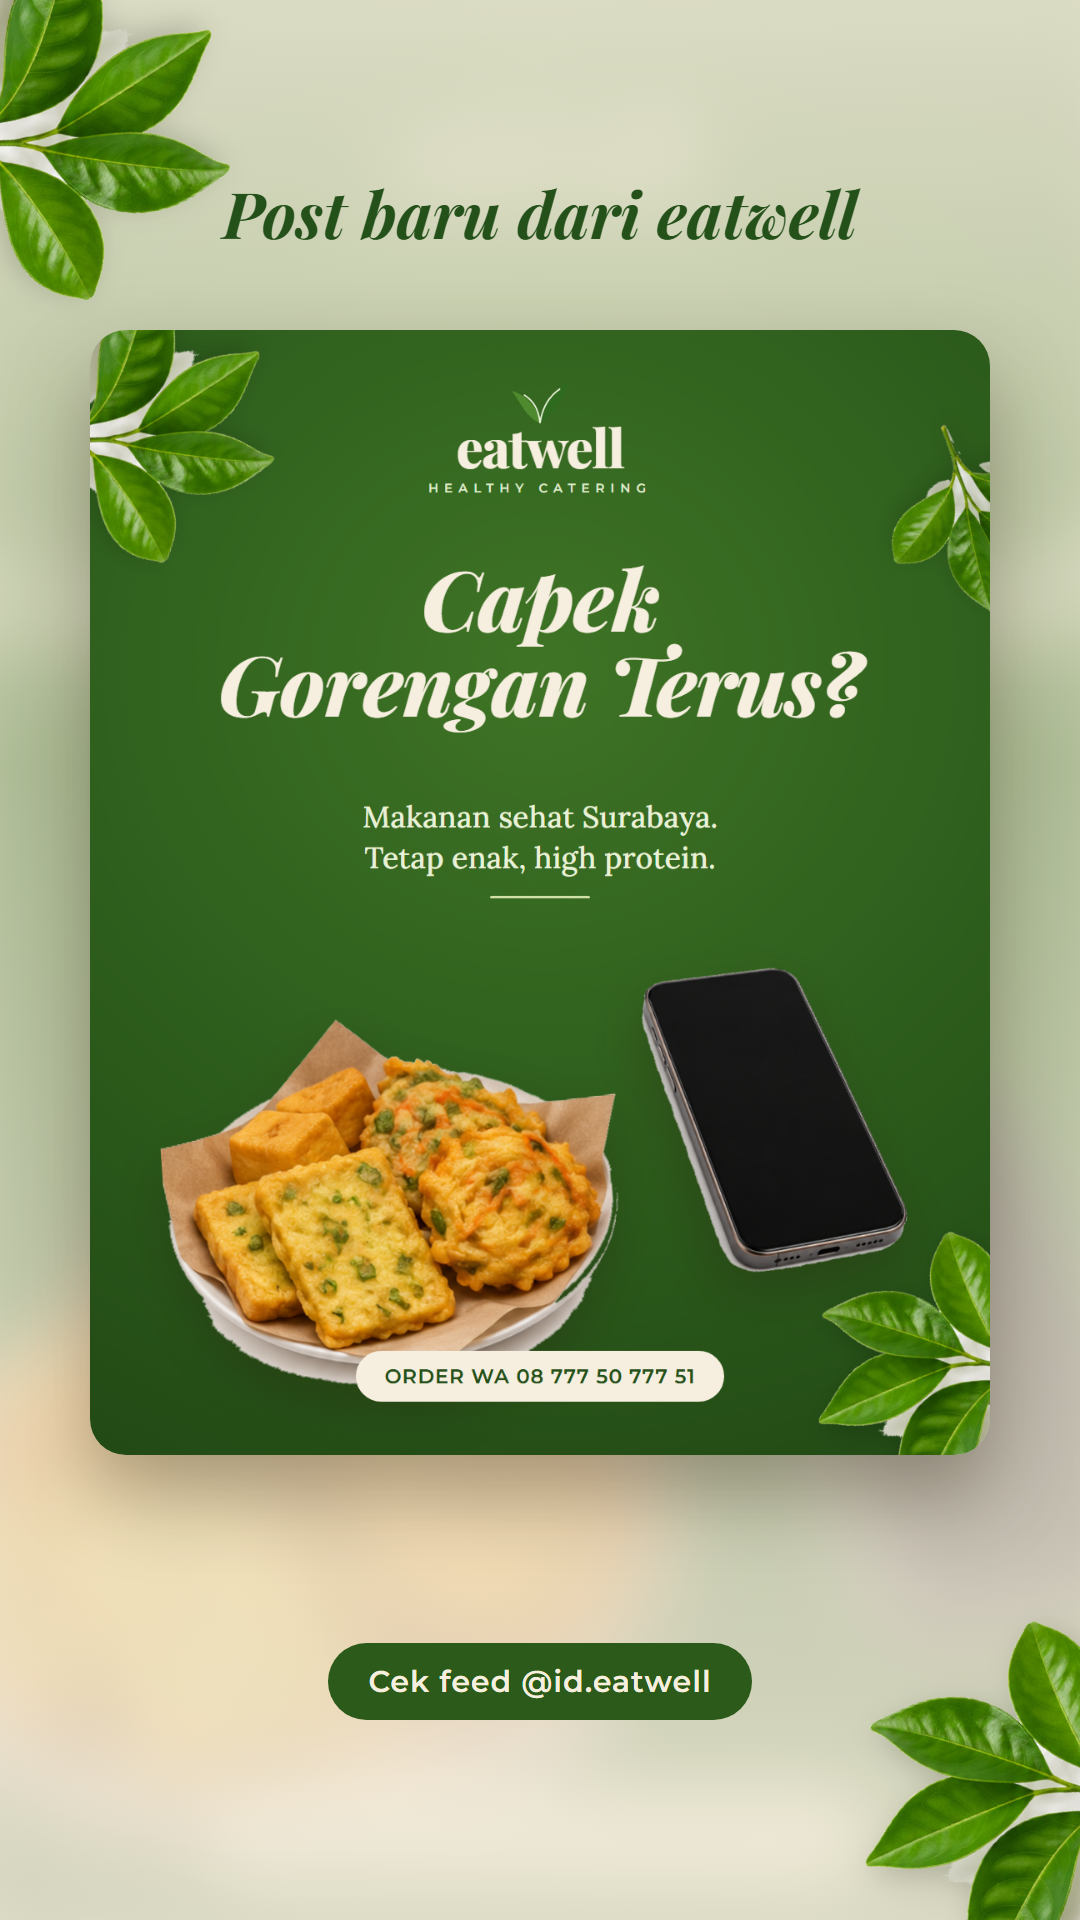 Post baru dari eatwell
eatwell
HEALTHY CATERING
Capek
Gorengan Terus?
Makanan sehat Surabaya.
Tetap enak, high protein.
ORDER WA 08 777 50 777 51
Cek feed @id.eatwell